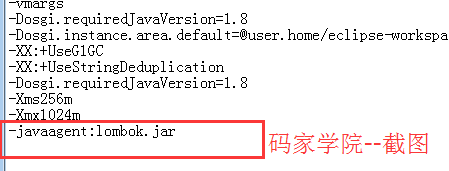 -vmargs
-Dosgi.requiredJavaVersion=1.8
-Dosgi.instance.area.default=@user.home/eclipse-workspa
-XX:+UseG1GC
-XX:+UseStringDeduplication
-Dosgi.requiredJavaVersion=1.8
-Xms256m
-Xmx1024m
-javaagent:lombok.jar
码家学院--截图